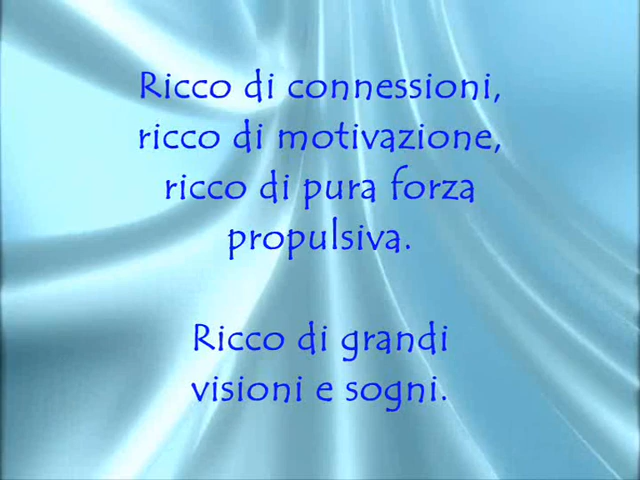 Ricco di connessioni,
ricco di motivazione,
ricco di pura forza
propulsiva.
Ricco di grandi
visioni e sogni.